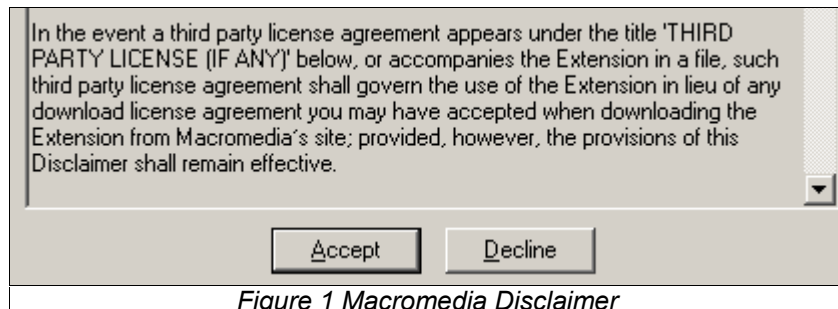 In the event a third party license agreement appears under the title 'THIRD
PARTY LICENSE (IF ANY)' below, or accompanies the Extension in a file, such
third party license agreement shall govern the use of the Extension in lieu of any
download license agreement you may have accepted when downloading the
Extension from Macromedia´s site; provided, however, the provisions of this
Disclaimer shall remain effective.
Accept Decline
Figure 1 Macromedia Disclaimer